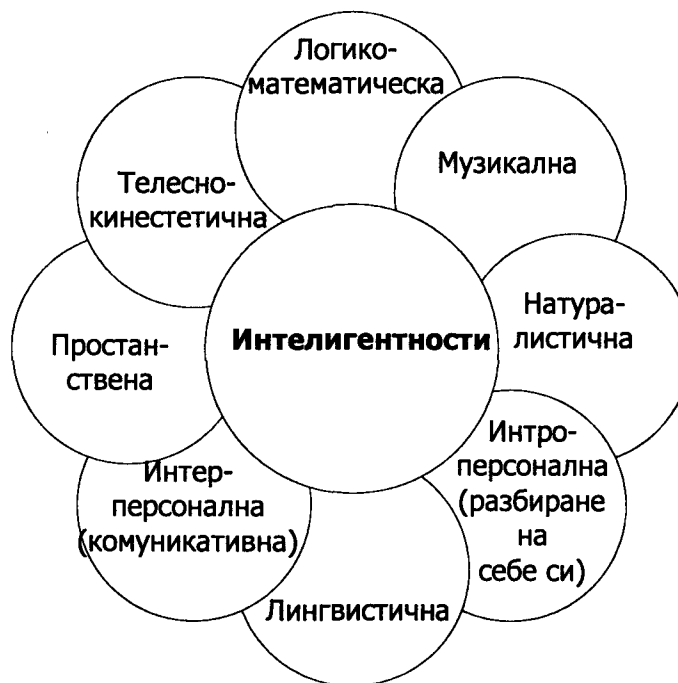 Логико-
математическа
Музикална
Телесно-
кинестетична
Натура-
листична
Интелигентности
Простан-
ствена
Интро-
персонална
(разбиране
на
себе си)
Интер-
персонална
(комуникативна)
Лингвистична